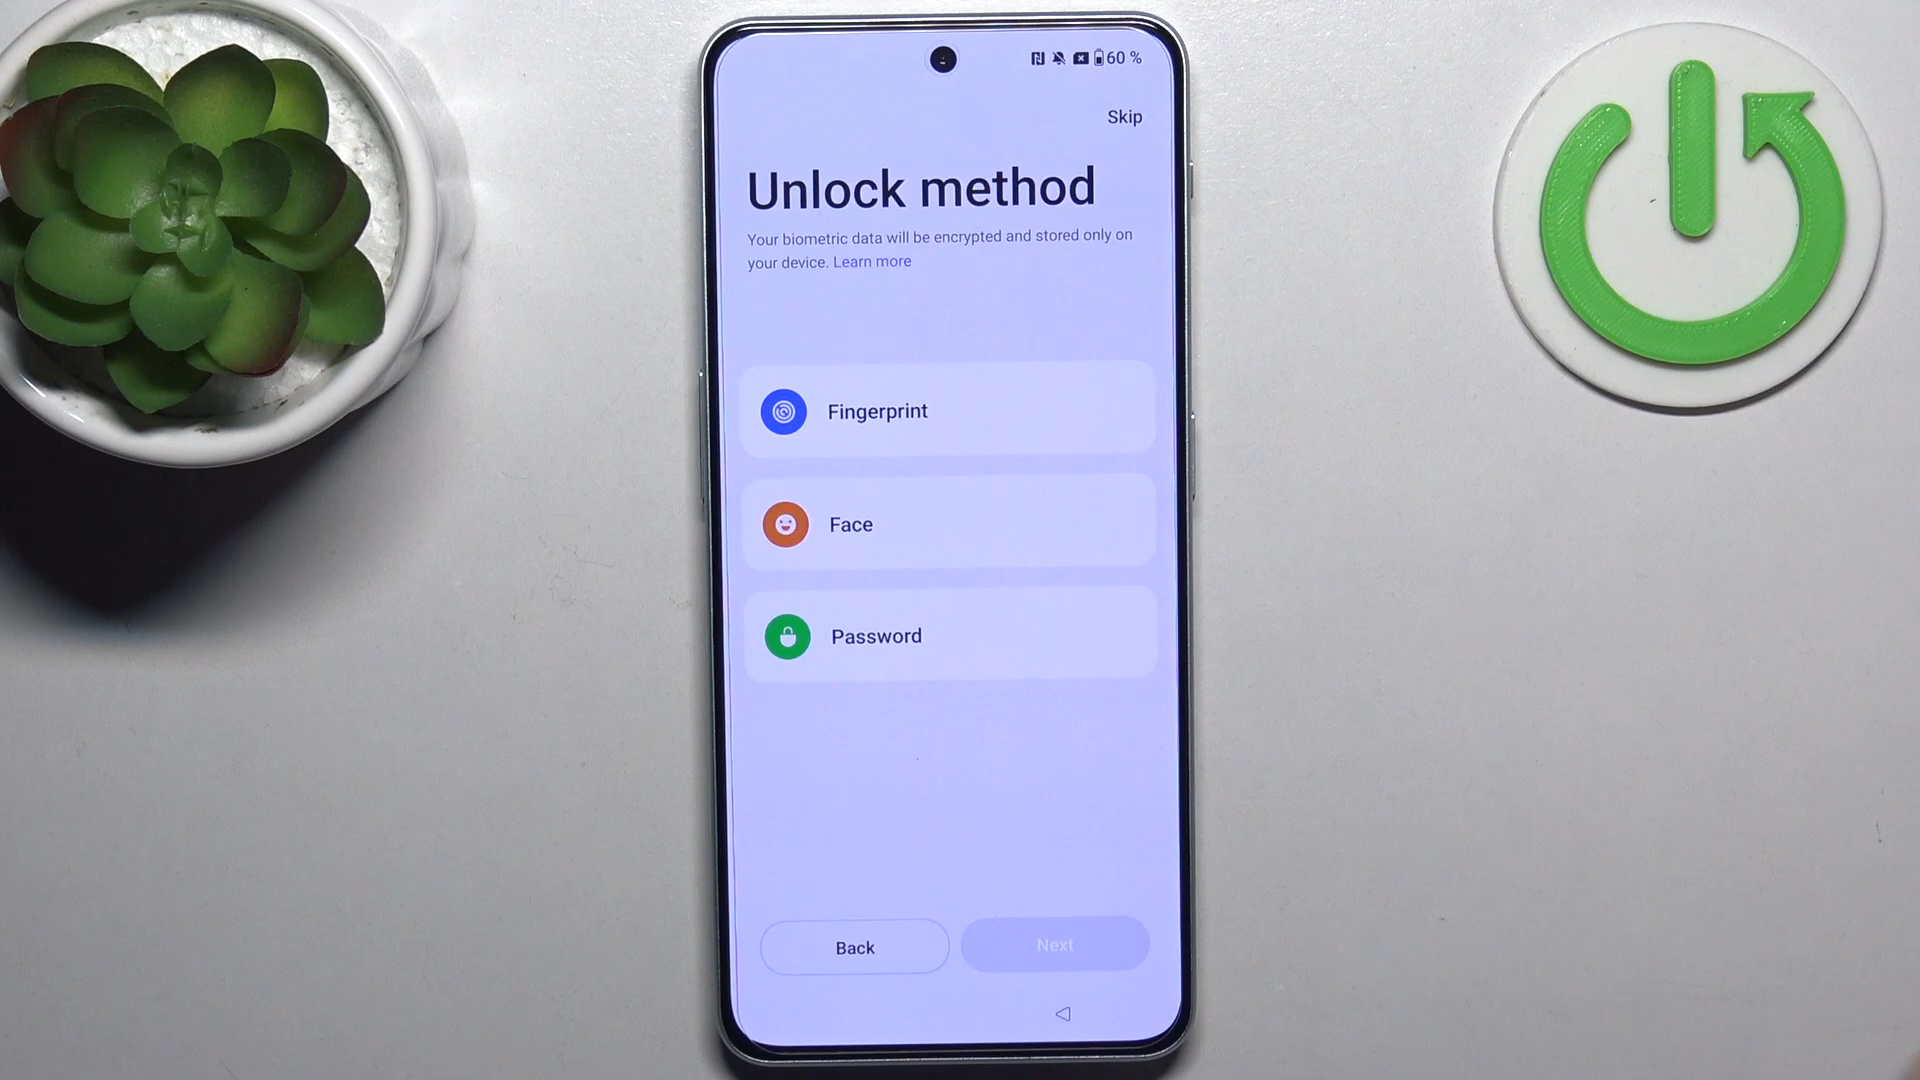 60 %
Skip
Unlock method
Your biometric data will be encrypted and stored only on
your device. Learn more
Fingerprint
Face
Password
Back
Next